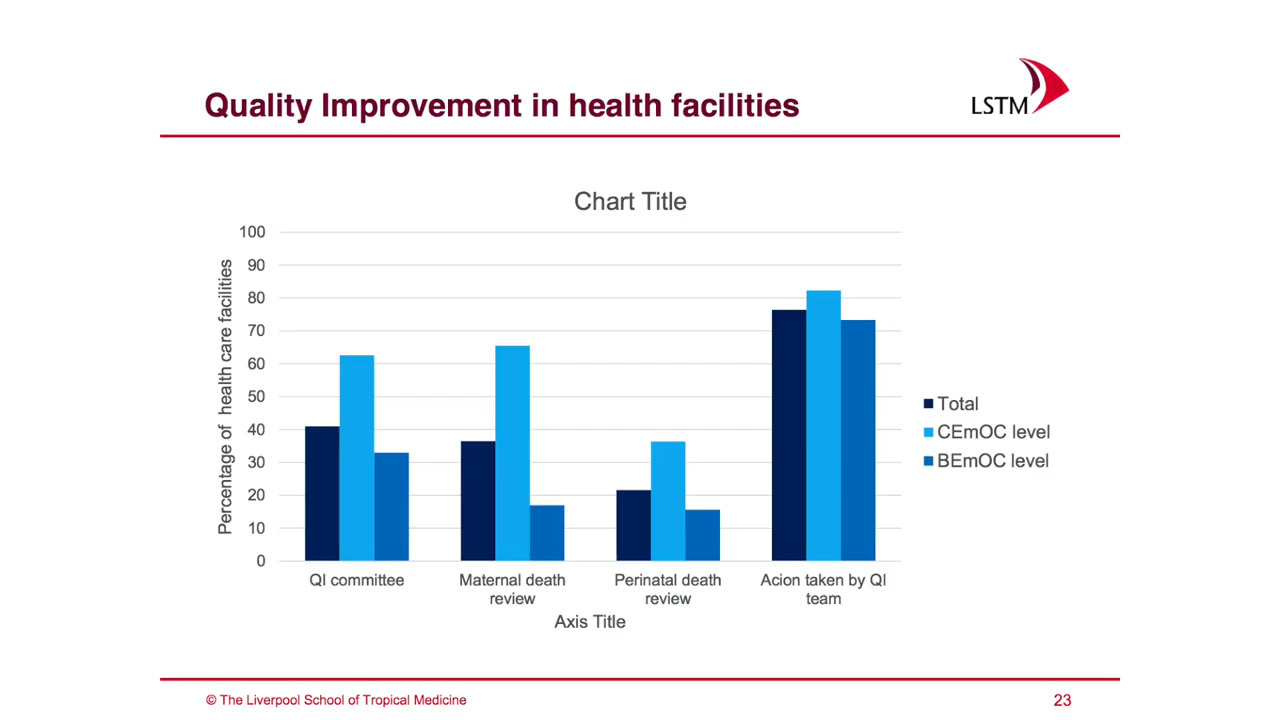 Quality Improvement in health facilities
LSTM
Chart Title
Percentage of health care facilities
100
90
80
70
60
50
40
30
20
10
0
QI committee
Maternal death
review
Perinatal death
review
Acion taken by QI
team
Axis Title
Total
CEmOC level
BEmOC level
© The Liverpool School of Tropical Medicine
23